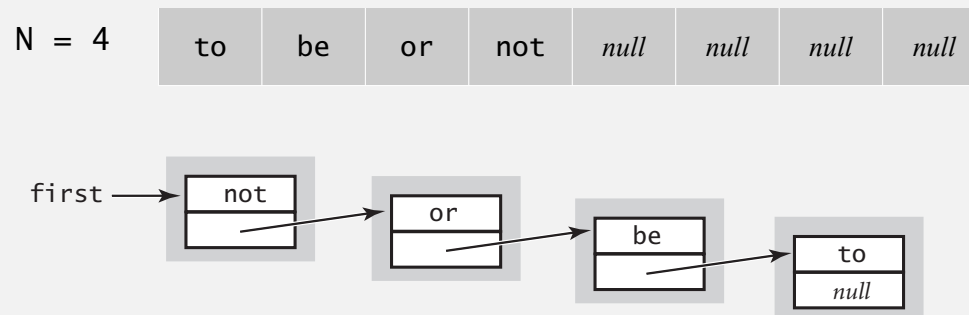 N = 4 to be or not null null null null
first not
or
be
to
null